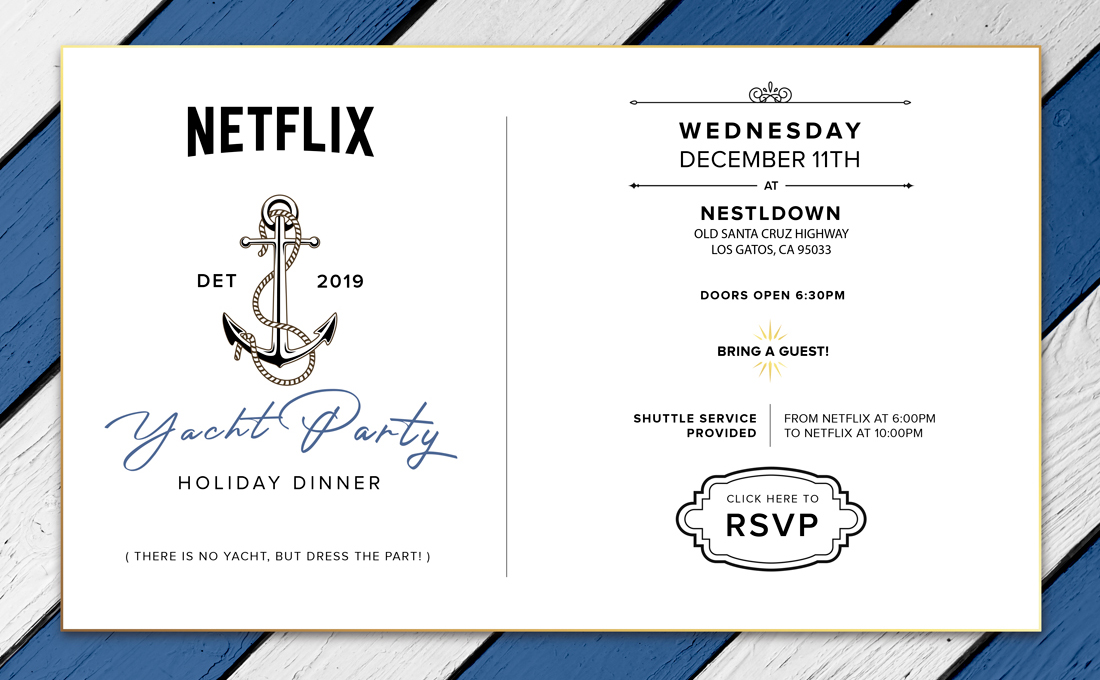 NETFLIX
DET 2019
Yacht Party
HOLIDAY DINNER
( THERE IS NO YACHT, BUT DRESS THE PART! )
WEDNESDAY
DECEMBER 11TH
AT
NESTLDOWN
OLD SANTA CRUZ HIGHWAY
LOS GATOS, CA 95033
DOORS OPEN 6:30PM
BRING A GUEST!
SHUTTLE SERVICE
PROVIDED
FROM NETFLIX AT 6:00PM
TO NETFLIX AT 10:00PM
CLICK HERE TO
RSVP